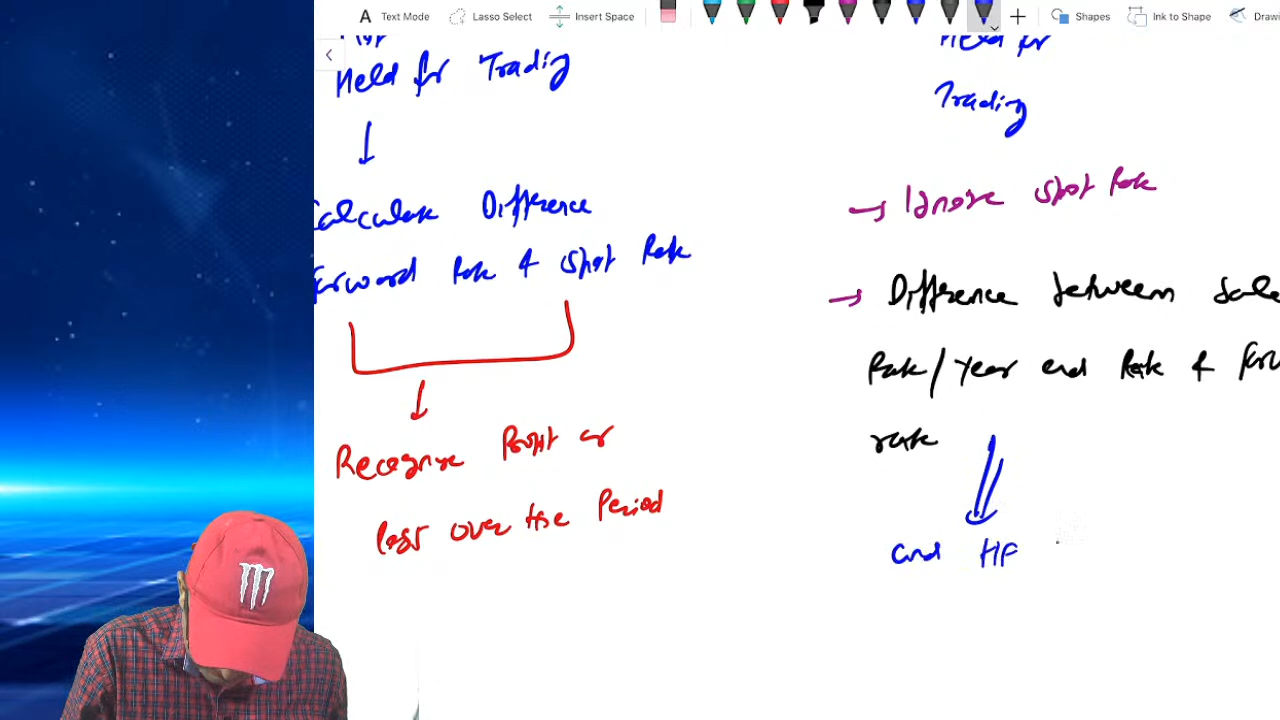 Text Mode
Lasso Select
Insert Space
Shapes
Ink to Shape
Held for Trading
Calculate Difference
Forward Rate & Spot Rate
Recognise Profit or
Loss over the Period
Held for
Trading
→ Ignore Spot Rate
→ Difference between Sale
Rate/Year end Rate &
rate
and HF